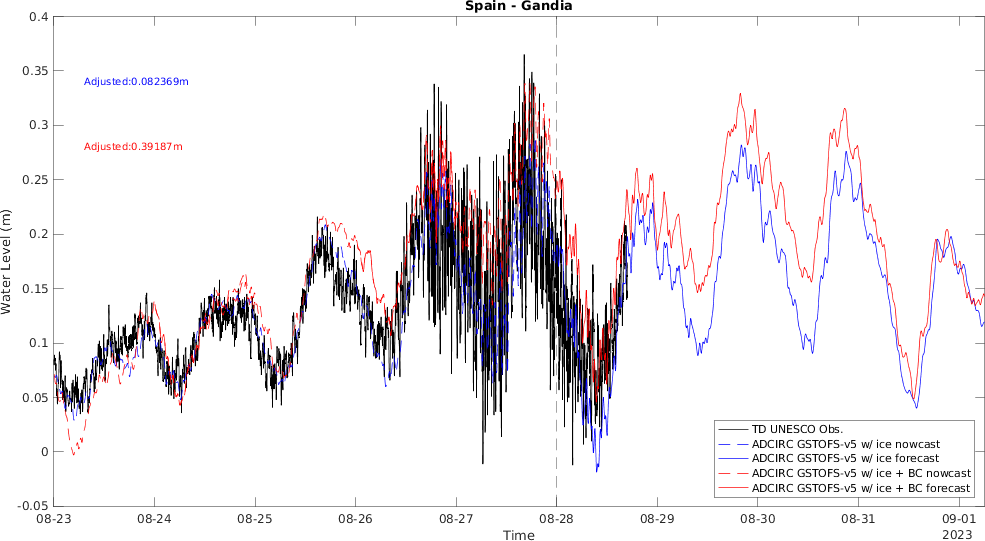 Spain - Gandia
0.4
0.35
0.3
0.25
0.2
0.15
0.1
0.05
0
-0.05
Water Level (m)
Adjusted:0.082369m
Adjusted:0.39187m
TD UNESCO Obs.
ADCIRC GSTOFS-v5 w/ ice nowcast
ADCIRC GSTOFS-v5 w/ ice forecast
ADCIRC GSTOFS-v5 w/ ice + BC nowcast
ADCIRC GSTOFS-v5 w/ ice + BC forecast
08-23 08-24 08-25 08-26 08-27 08-28 08-29 08-30 08-31 09-01
2023
Time